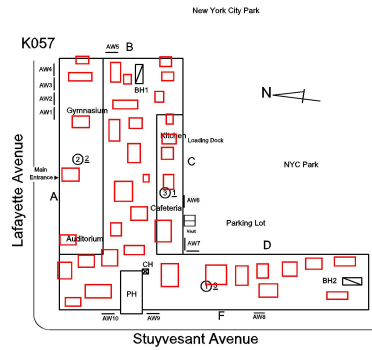 New York City Park
K057
AW5
B
AW4
AW3
AW2
AW1
BH1
Gymnasium
N
Kitchen
Loading Dock
2 2
C
NYC Park
Main
Entrance
Lafayette Avenue
A
3 1
AW6
Cafeteria
Parking Lot
Auditorium
AW7
D
CH
PH
1 3
BH2
AW10
AW9
F
AW8
Stuyvesant Avenue